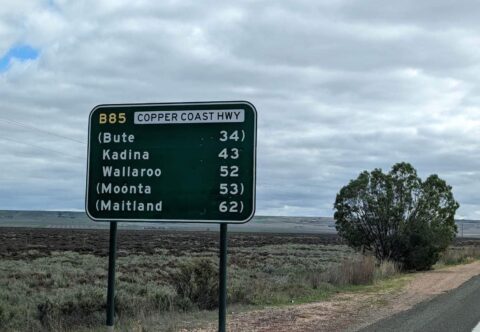 B85 COPPER COAST HWY
(Bute 34)
Kadina 43
Wallaroo 52
(Moonta 53)
(Maitland 62)